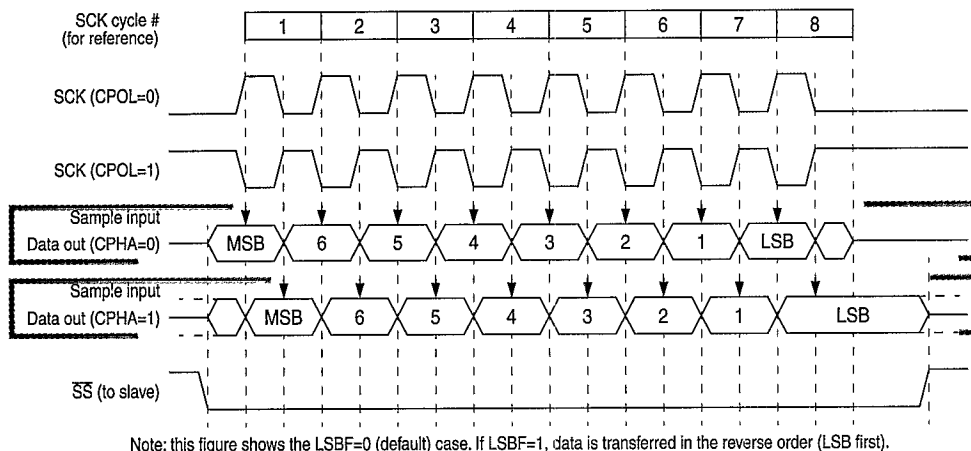 SCK cycle #
(for reference)
1 2 3 4 5 6 7 8
SCK (CPOL=0)
SCK (CPOL=1)
Sample input
Data out (CPHA=0)
MSB 6 5 4 3 2 1 LSB
Sample input
Data out (CPHA=1)
MSB 6 5 4 3 2 1 LSB
SS (to slave)
Note: this figure shows the LSBF=0 (default) case. If LSBF=1, data is transferred in the reverse order (LSB first).